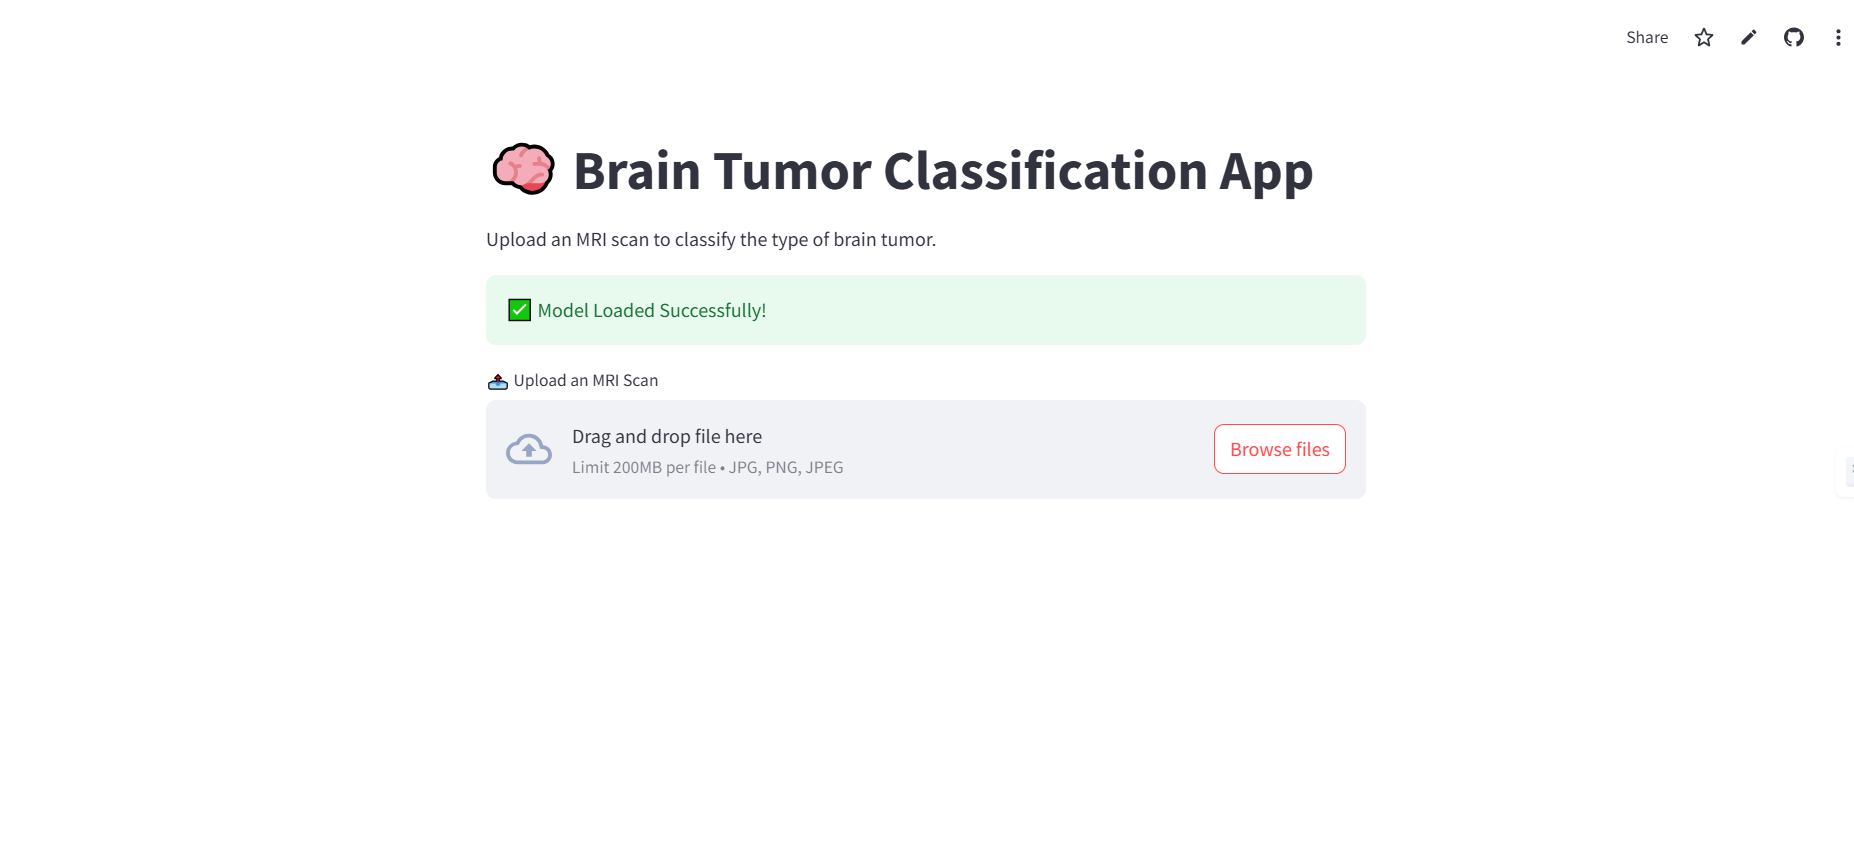 Share
🧠 Brain Tumor Classification App
Upload an MRI scan to classify the type of brain tumor.
✅ Model Loaded Successfully!
📤 Upload an MRI Scan
Drag and drop file here
Limit 200MB per file • JPG, PNG, JPEG
Browse files